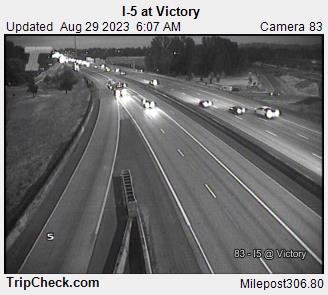 I-5 at Victory
Updated Aug 29 2023 6:07 AM Camera 83
S
83 - I5 @ Victory
TripCheck.com Milepost306.80